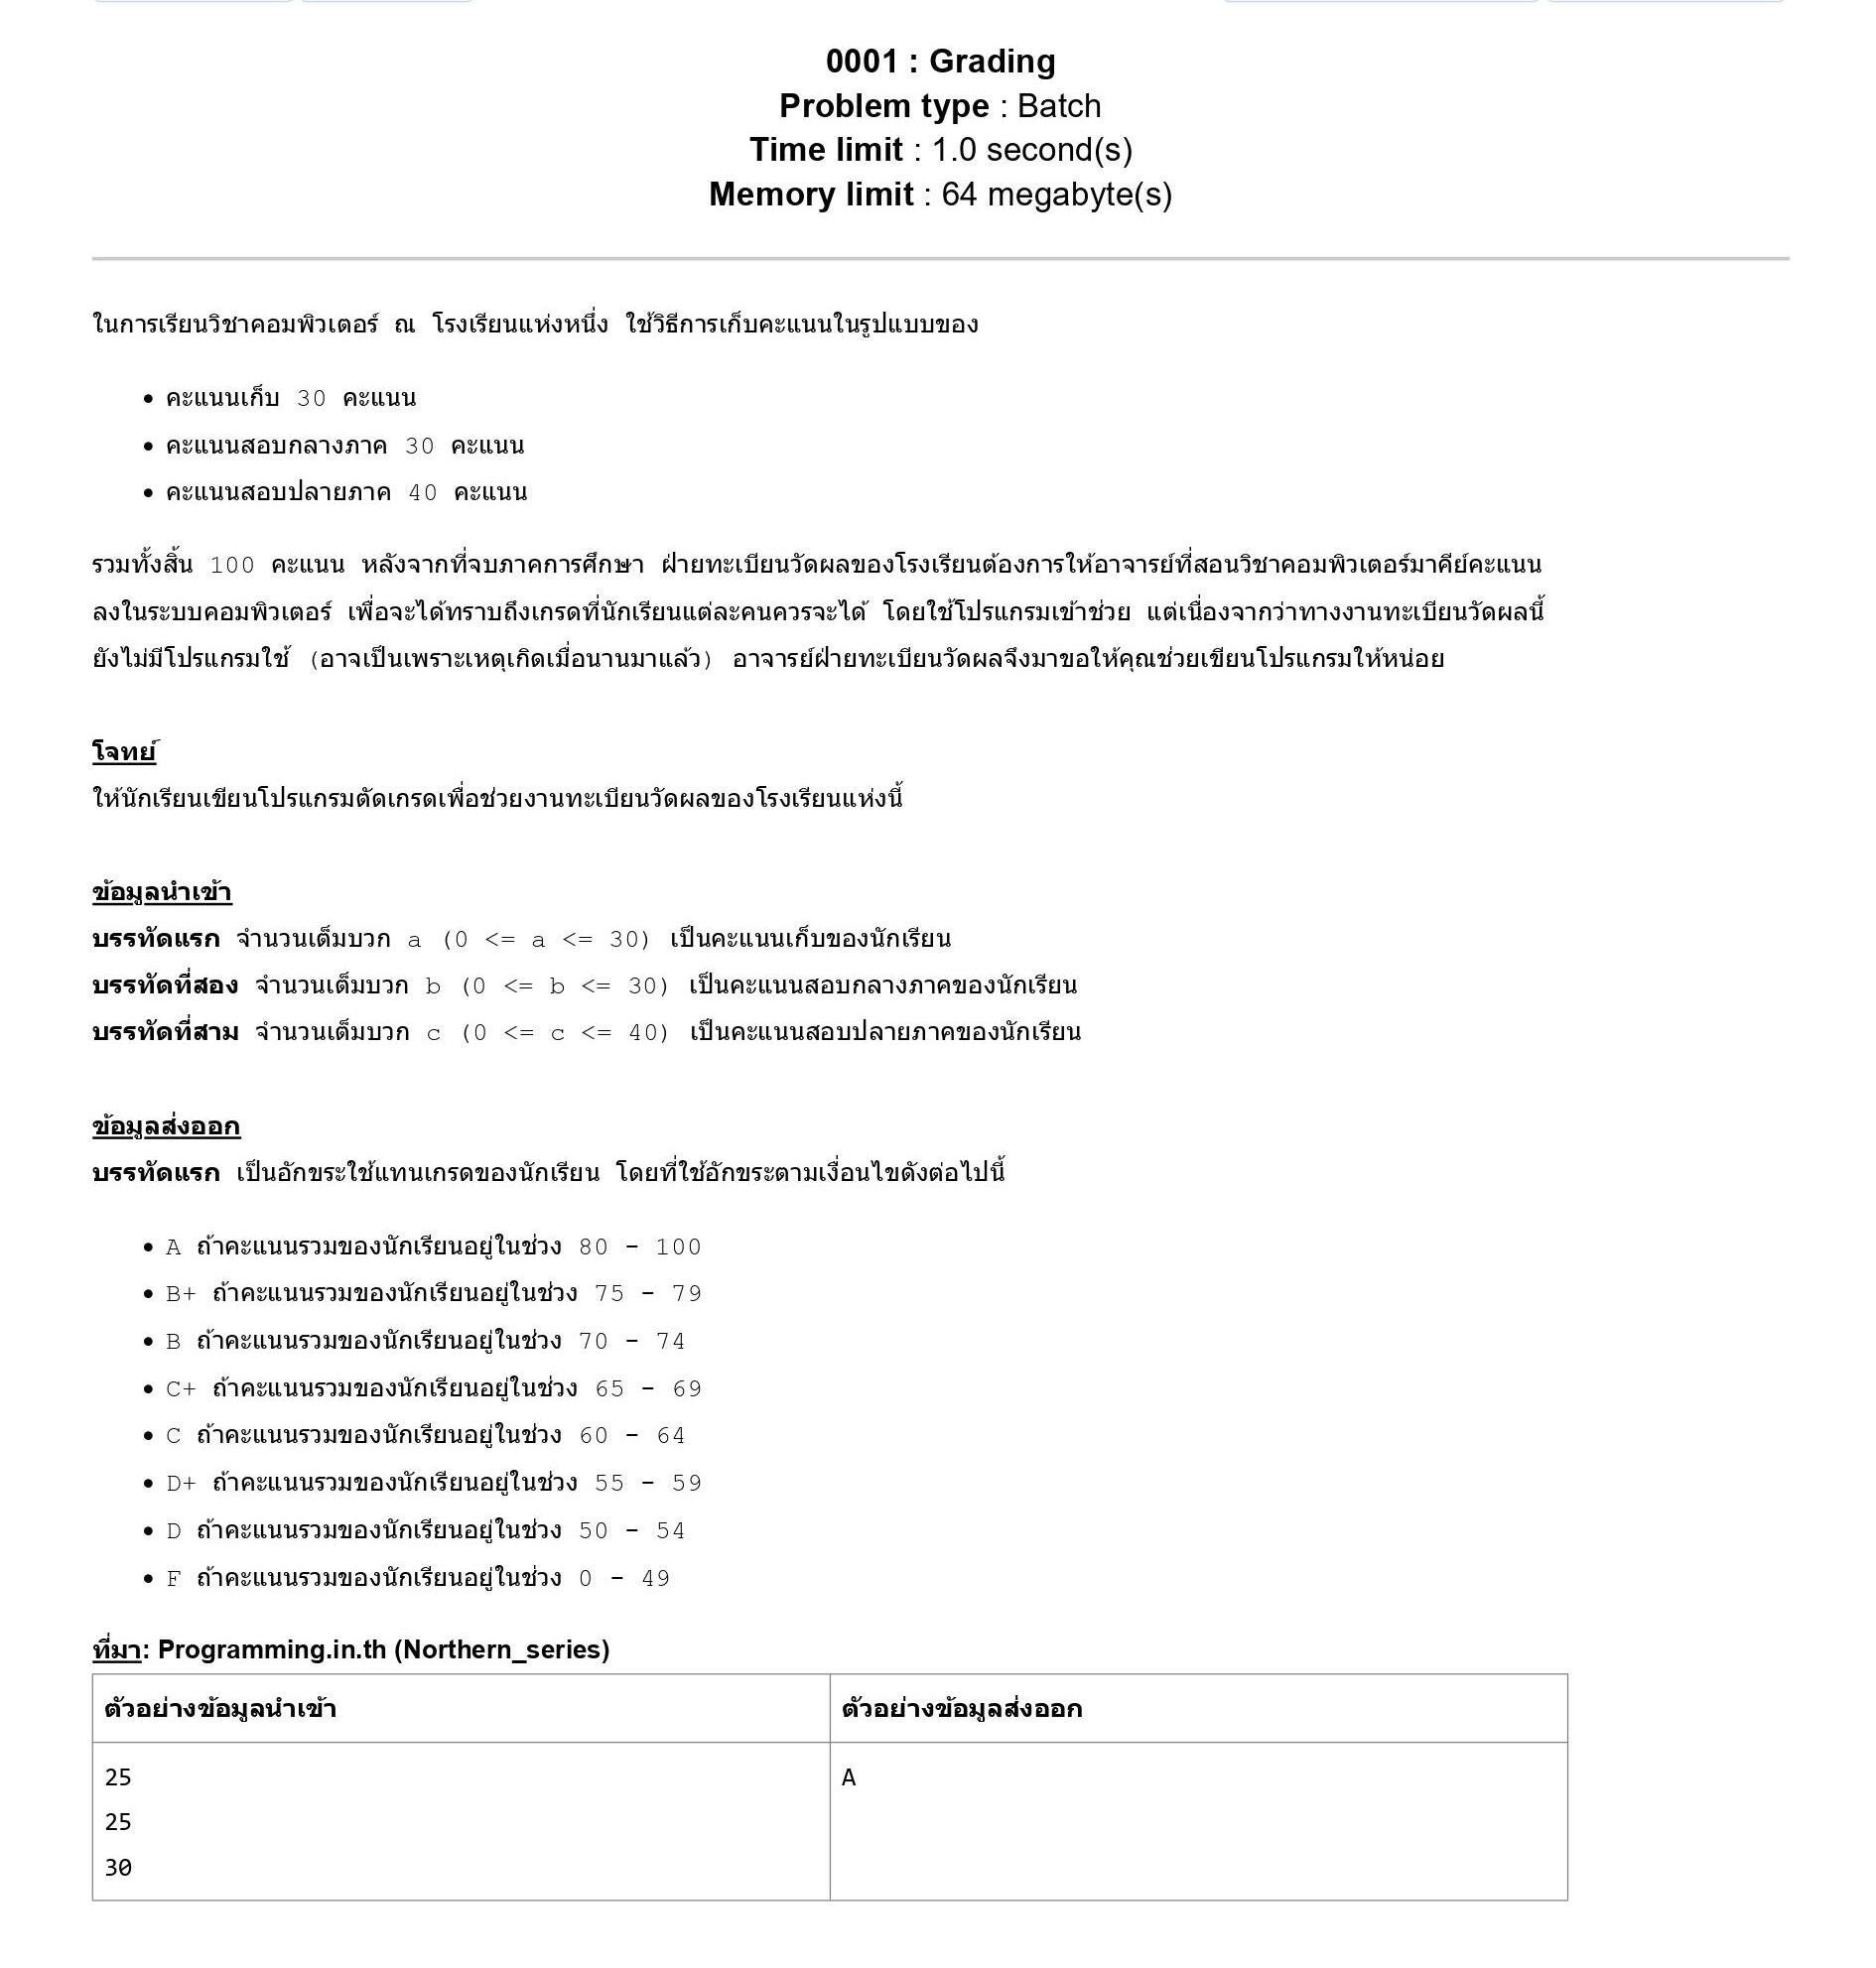 0001 : Grading
Problem type : Batch
Time limit : 1.0 second(s)
Memory limit : 64 megabyte(s)
ในการเรียนวิชาคอมพิวเตอร์ ณ โรงเรียนแห่งหนึ่ง ใช้วิธีการเก็บคะแนนในรูปแบบของ
• คะแนนเก็บ 30 คะแนน
• คะแนนสอบกลางภาค 30 คะแนน
• คะแนนสอบปลายภาค 40 คะแนน
รวมทั้งสิ้น 100 คะแนน หลังจากที่จบภาคการศึกษา ฝ่ายทะเบียนวัดผลของโรงเรียนต้องการให้อาจารย์ที่สอนวิชาคอมพิวเตอร์มาคีย์คะแนน
ลงในระบบคอมพิวเตอร์ เพื่อจะได้ทราบถึงเกรดที่นักเรียนแต่ละคนควรจะได้ โดยใช้โปรแกรมเข้าช่วย แต่เนื่องจากว่าทางงานทะเบียนวัดผลนี้
ยังไม่มีโปรแกรมใช้ (อาจเป็นเพราะเหตุเกิดเมื่อนานมาแล้ว) อาจารย์ฝ่ายทะเบียนวัดผลจึงมาขอให้คุณช่วยเขียนโปรแกรมให้หน่อย
โจทย์
ให้นักเรียนเขียนโปรแกรมตัดเกรดเพื่อช่วยงานทะเบียนวัดผลของโรงเรียนแห่งนี้
ข้อมูลนำเข้า
บรรทัดแรก จำนวนเต็มบวก a (0 <= a <= 30) เป็นคะแนนเก็บของนักเรียน
บรรทัดที่สอง จำนวนเต็มบวก b (0 <= b <= 30) เป็นคะแนนสอบกลางภาคของนักเรียน
บรรทัดที่สาม จำนวนเต็มบวก c (0 <= c <= 40) เป็นคะแนนสอบปลายภาคของนักเรียน
ข้อมูลส่งออก
บรรทัดแรก เป็นอักขระใช้แทนเกรดของนักเรียน โดยที่ใช้อักขระตามเงื่อนไขดังต่อไปนี้
• A ถ้าคะแนนรวมของนักเรียนอยู่ในช่วง 80 - 100
• B+ ถ้าคะแนนรวมของนักเรียนอยู่ในช่วง 75 - 79
• B ถ้าคะแนนรวมของนักเรียนอยู่ในช่วง 70 - 74
• C+ ถ้าคะแนนรวมของนักเรียนอยู่ในช่วง 65 - 69
• C ถ้าคะแนนรวมของนักเรียนอยู่ในช่วง 60 - 64
• D+ ถ้าคะแนนรวมของนักเรียนอยู่ในช่วง 55 - 59
• D ถ้าคะแนนรวมของนักเรียนอยู่ในช่วง 50 - 54
• F ถ้าคะแนนรวมของนักเรียนอยู่ในช่วง 0 - 49
ที่มา: Programming.in.th (Northern_series)
ตัวอย่างข้อมูลนำเข้า
ตัวอย่างข้อมูลส่งออก
25
25
30
A